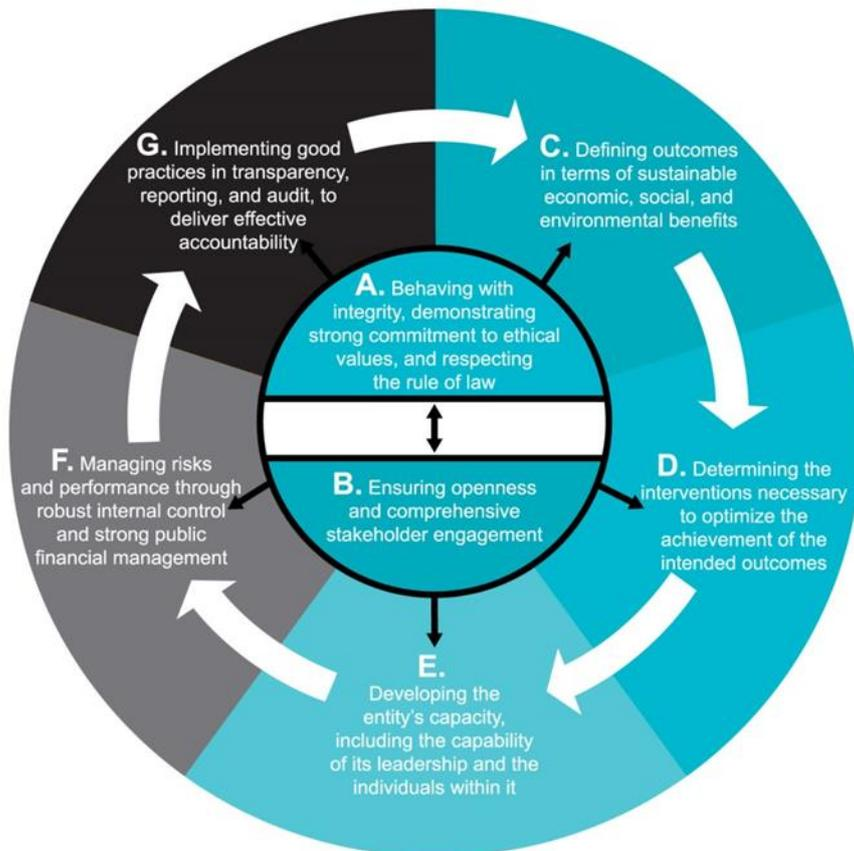 A. Behaving with
integrity, demonstrating
strong commitment to ethical
values, and respecting
the rule of law
B. Ensuring openness
and comprehensive
stakeholder engagement
C. Defining outcomes
in terms of sustainable
economic, social, and
environmental benefits
D. Determining the
interventions necessary
to optimize the
achievement of the
intended outcomes
E.
Developing the
entity’s capacity,
including the capability
of its leadership and the
individuals within it
F. Managing risks
and performance through
robust internal control
and strong public
financial management
G. Implementing good
practices in transparency,
reporting, and audit, to
deliver effective
accountability